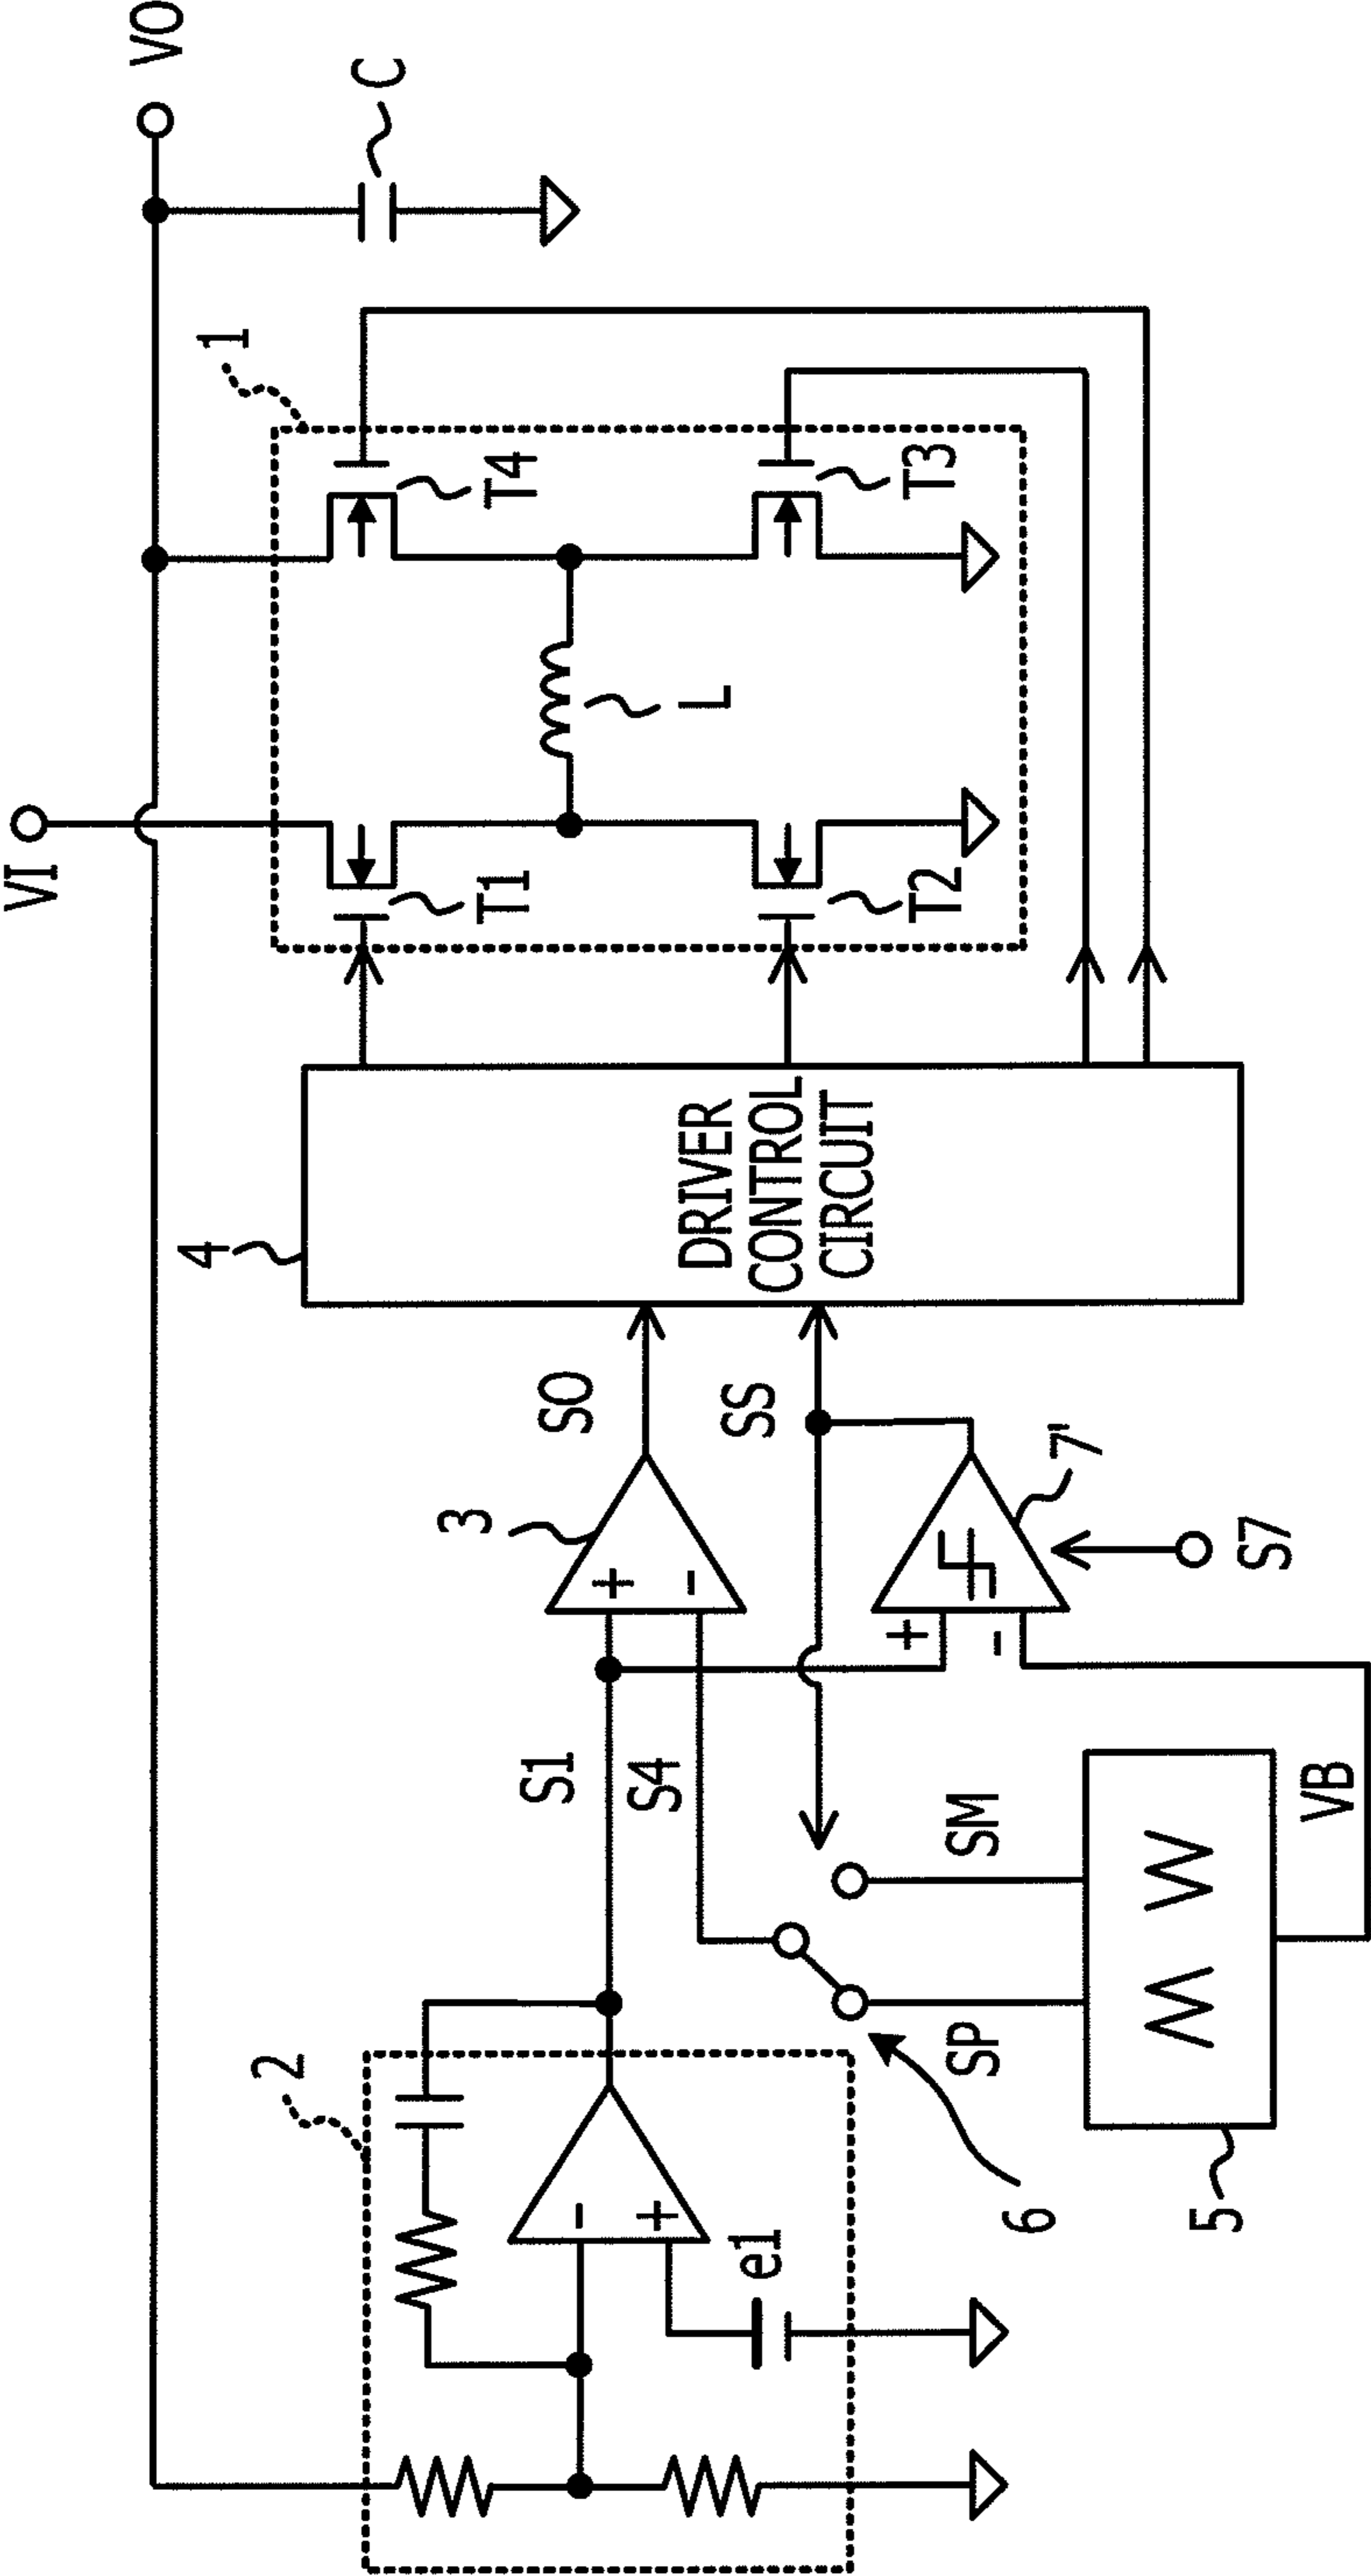 VI
VO
C
1
T1
T4
L
T2
T3
4
DRIVER
CONTROL
CIRCUIT
2
e1
S1
S4
3
SO
SS
7'
S7
SP
SM
6
5
VB
+
-
+
-
-
+